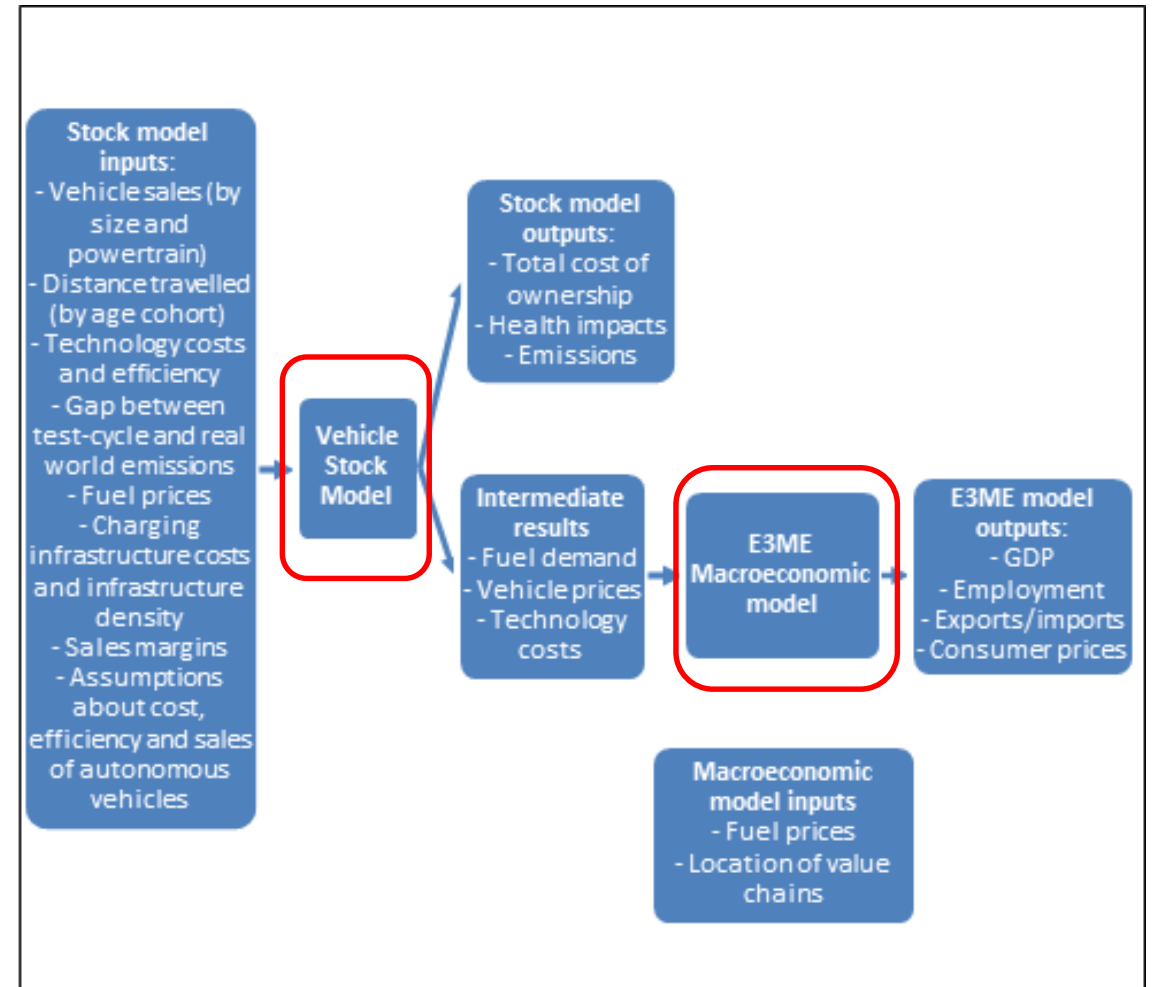 Stock model
inputs:
- Vehicle sales (by
size and
powertrain)
- Distance travelled
(by age cohort)
- Technology costs
and efficiency
- Gap between
test-cycle and real
world emissions
- Fuel prices
- Charging
infrastructure costs
and infrastructure
density
- Sales margins
- Assumptions
about cost,
efficiency and sales
of autonomous
vehicles
Vehicle
Stock
Model
Stock model
outputs:
- Total cost of
ownership
- Health impacts
- Emissions
Intermediate
results
- Fuel demand
- Vehicle prices
- Technology
costs
E3ME
Macroeconomic
model
E3ME model
outputs:
- GDP
- Employment
- Exports/imports
- Consumer prices
Macroeconomic
model inputs
- Fuel prices
- Location of value
chains